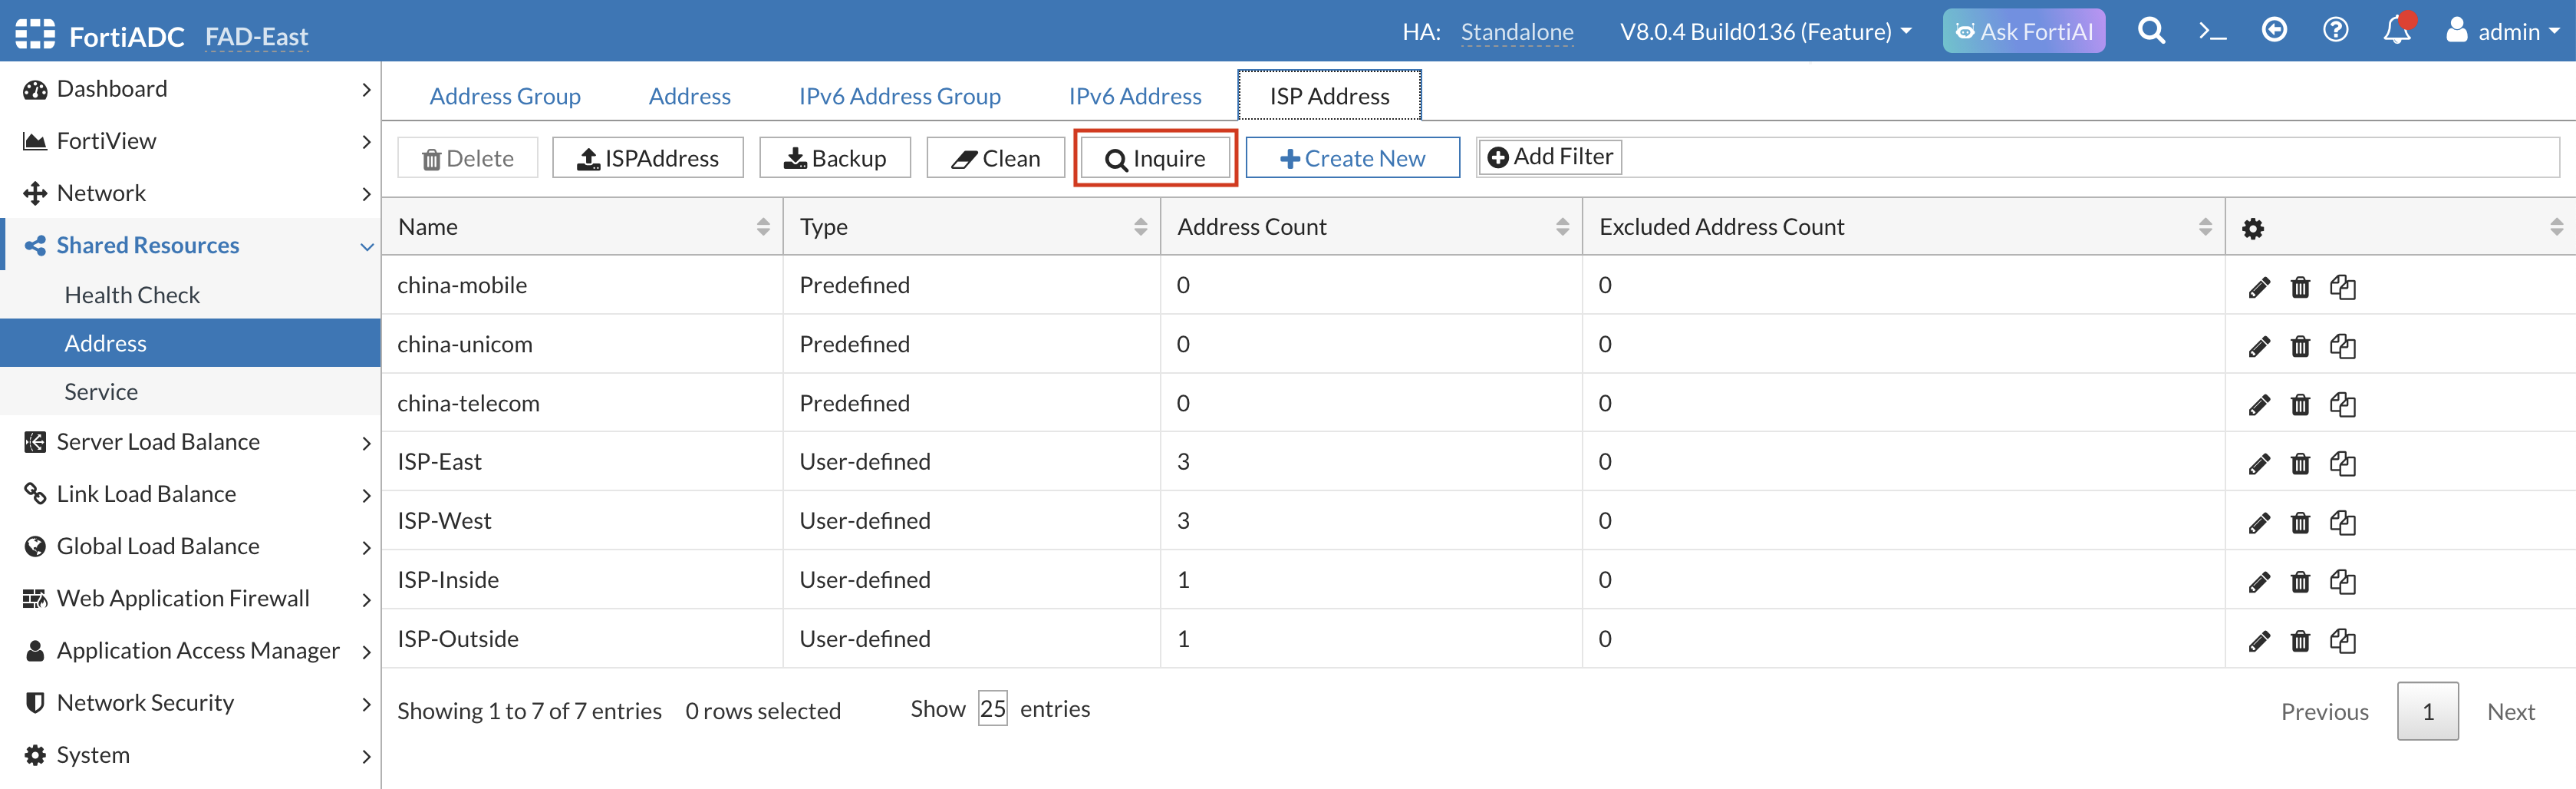 FortiADC FAD-East HA: Standalone V8.0.4 Build0136 (Feature) Ask FortiAI >_ admin
Dashboard
FortiView
Network
Shared Resources
Health Check
Address
Service
Server Load Balance
Link Load Balance
Global Load Balance
Web Application Firewall
Application Access Manager
Network Security
System
Address Group Address IPv6 Address Group IPv6 Address ISP Address
Delete ISPAddress Backup Clean Inquire Create New Add Filter
Name Type Address Count Excluded Address Count
china-mobile Predefined 0 0
china-unicom Predefined 0 0
china-telecom Predefined 0 0
ISP-East User-defined 3 0
ISP-West User-defined 3 0
ISP-Inside User-defined 1 0
ISP-Outside User-defined 1 0
Showing 1 to 7 of 7 entries 0 rows selected Show 25 entries Previous 1 Next